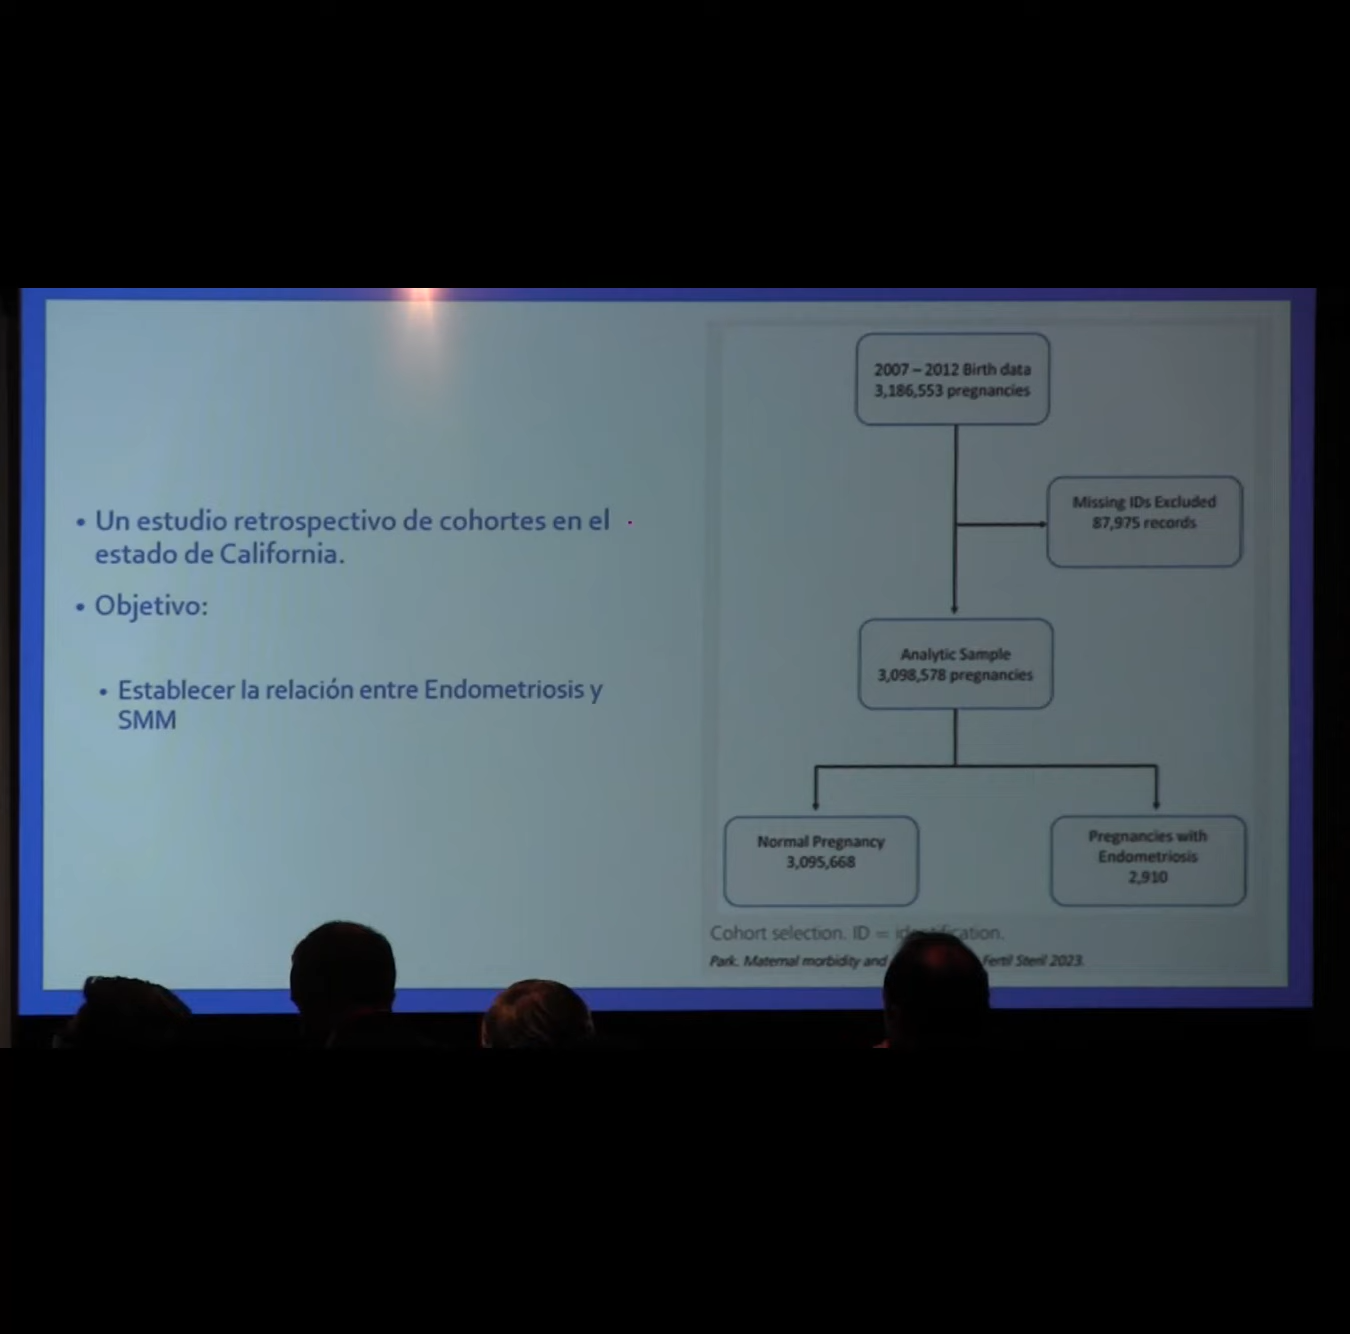 • Un estudio retrospectivo de cohortes en el
estado de California.
• Objetivo:
• Establecer la relación entre Endometriosis y
SMM
2007 – 2012 Birth data
3,186,553 pregnancies
Missing IDs Excluded
87,975 records
Analytic Sample
3,098,578 pregnancies
Normal Pregnancy
3,095,668
Pregnancies with
Endometriosis
2,910
Cohort selection. ID = identification.
Park. Maternal morbidity and Fertil Steril 2023.